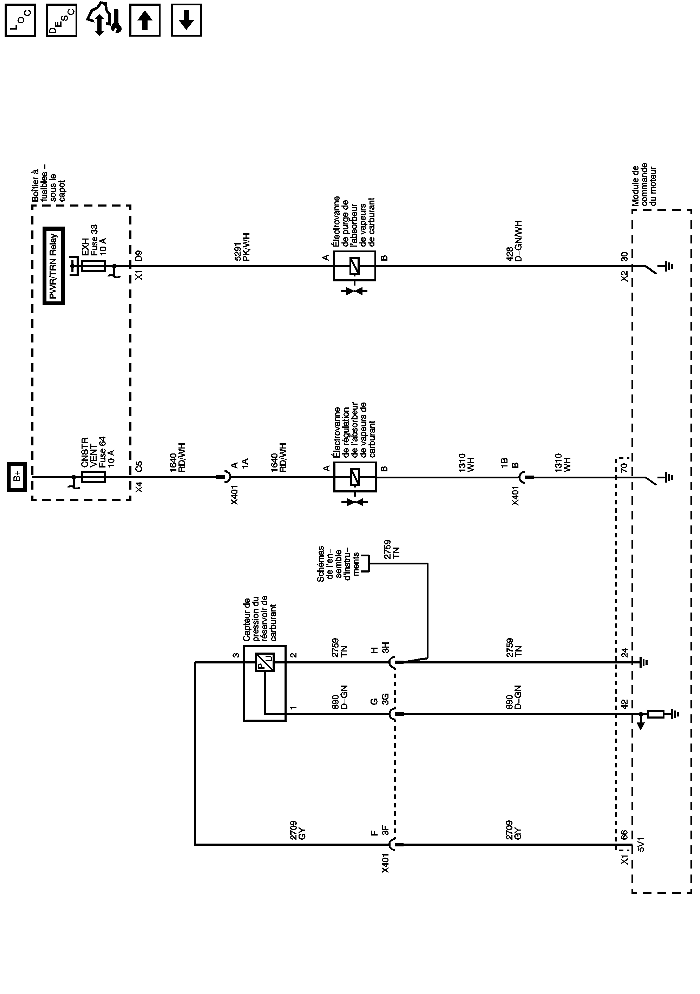 LOC
DESC
Boîtier à
fusibles –
sous le
capot
PWR/TRN Relay
EXH
Fuse 33
10 A
X1
D9
5291
PK/WH
Électrovanne
de purge de
l'absorbeur
de vapeurs
de carburant
A
B
428
D–GN/WH
X2
30
Module de
commande
du moteur
B+
CNSTR
VENT
Fuse 64
10 A
X4
C5
1640
RD/WH
X401
A
1A
1640
RD/WH
Électrovanne
de régulation
de l'absorbeur
de vapeurs de
carburant
A
B
1310
WH
1B
B
X401
1310
WH
70
Schémas
de l'en–
semble
d'instru–
ments
2759
TN
Capteur de
pression du
réservoir de
carburant
3
P
U
2
1
2759
TN
H
3H
2759
TN
24
890
D–GN
G
3G
890
D–GN
42
2709
GY
F
3F
X401
2709
GY
X1
66
5V1